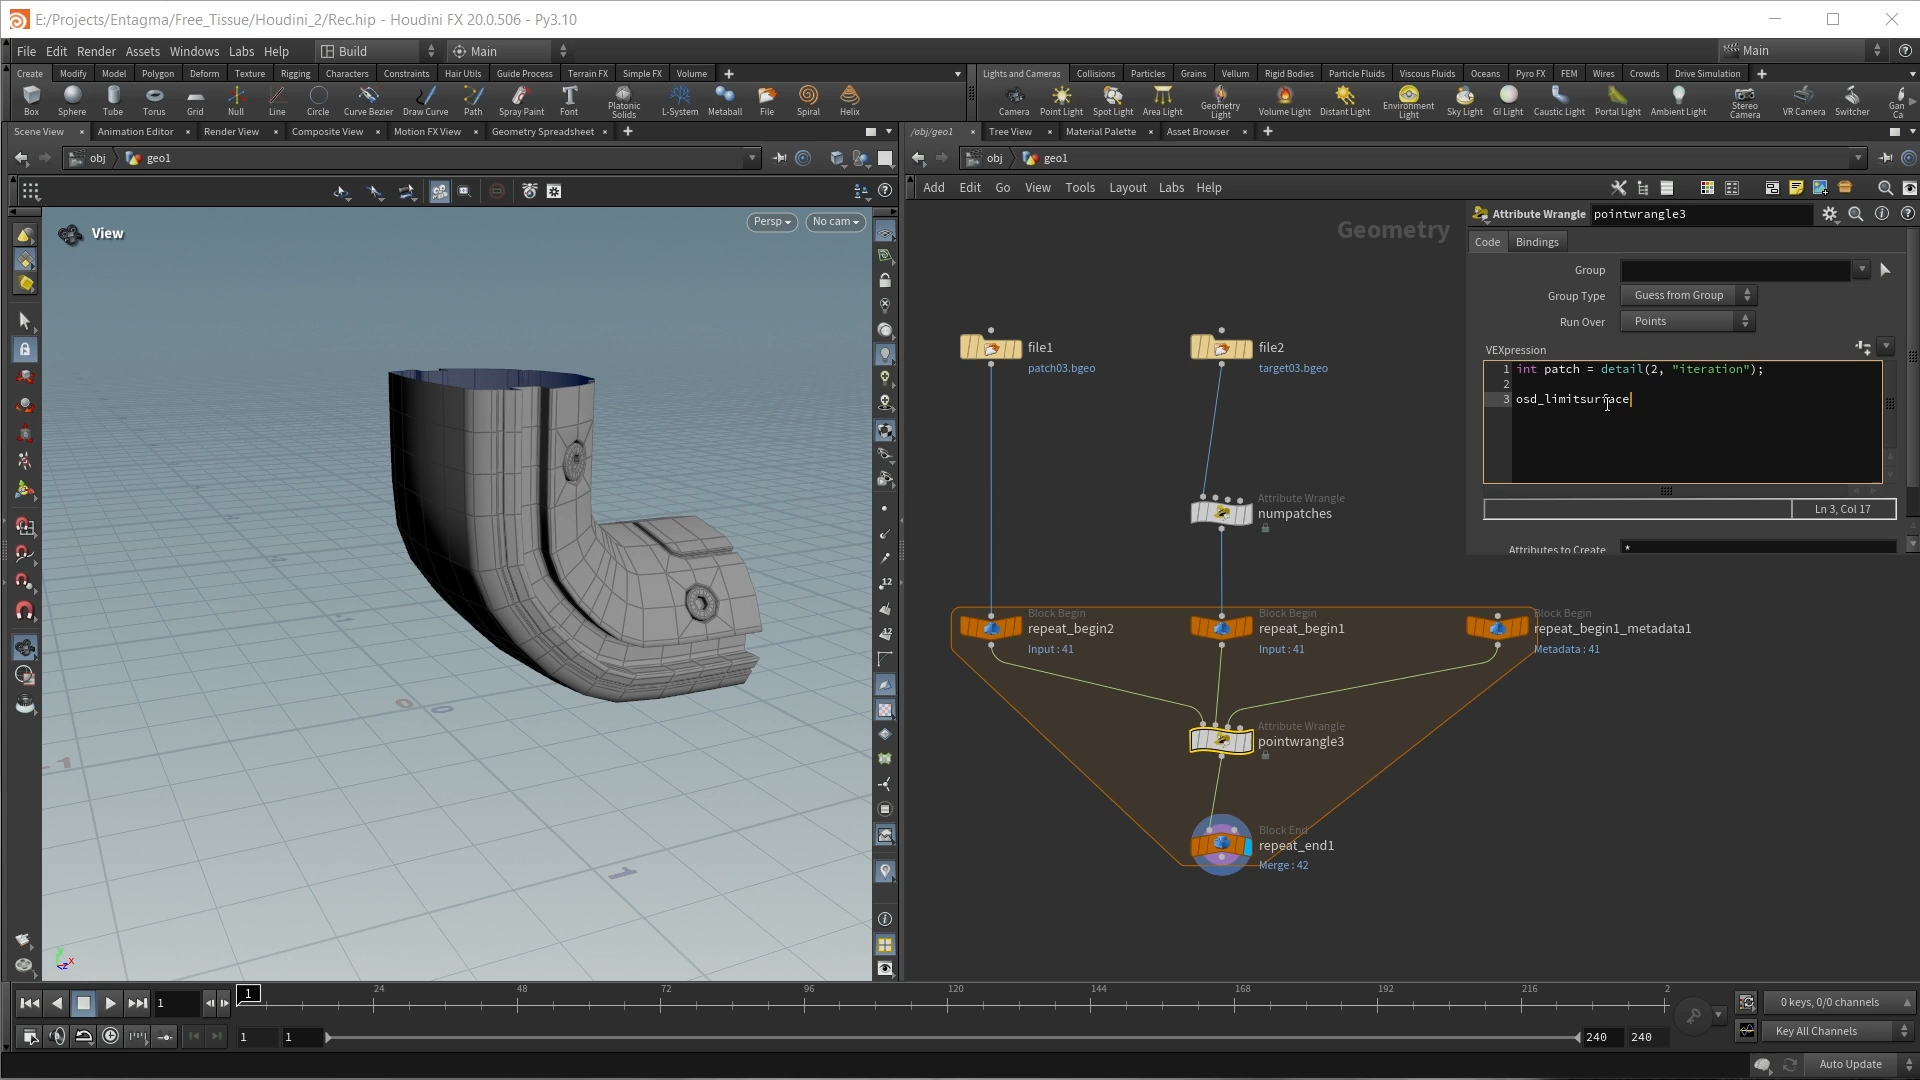 E:/Projects/Entagma/Free_Tissue/Houdini_2/Rec.hip - Houdini FX 20.0.506 - Py3.10
File Edit Render Assets Windows Labs Help Build Main Main
Create Modify Model Polygon Deform Texture Rigging Characters Constraints Hair Utils Guide Process Terrain FX Simple FX Volume
Lights and Cameras Collisions Particles Grains Vellum Rigid Bodies Particle Fluids Viscous Fluids Oceans Pyro FX FEM Wires Crowds Drive Simulation
Box Sphere Tube Torus Grid Null Line Circle Curve Bezier Draw Curve Path Spray Paint Font Platonic Solids L-System Metaball File Spiral Helix
Camera Point Light Spot Light Area Light Geometry Light Volume Light Distant Light Environment Light Sky Light GI Light Caustic Light Portal Light Ambient Light Stereo Camera VR Camera Switcher Gan Ca
Scene View Animation Editor Render View Composite View Motion FX View Geometry Spreadsheet
/obj/geo1 Tree View Material Palette Asset Browser
obj geo1
obj geo1
Add Edit Go View Tools Layout Labs Help
View
Persp No cam
Geometry
Attribute Wrangle pointwrangle3
Code Bindings
Group
Group Type Guess from Group
Run Over Points
VEXpression
1 int patch = detail(2, "iteration");
2
3 osd_limitsurface
Ln 3, Col 17
Attributes to Create *
file1
patch03.bgeo
file2
target03.bgeo
Attribute Wrangle
numpatches
Block Begin
repeat_begin2
Input : 41
Block Begin
repeat_begin1
Input : 41
Block Begin
repeat_begin1_metadata1
Metadata : 41
Attribute Wrangle
pointwrangle3
Block End
repeat_end1
Merge : 42
12
12
1
0
0
1
z x
1 1 24 48 72 96 120 144 168 192 216 2
0 keys, 0/0 channels
1 1 240 240
Key All Channels
Auto Update